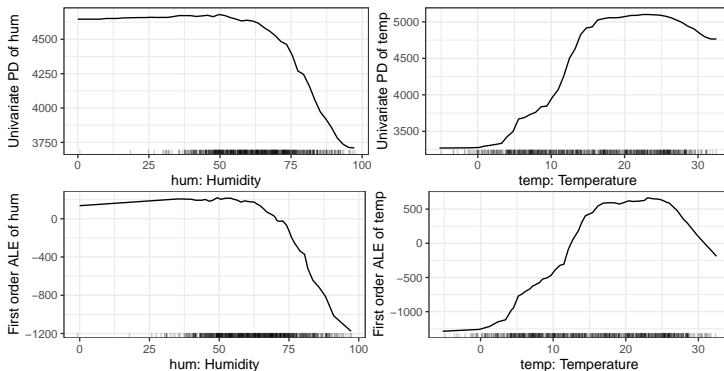 Univariate PD of hum
4500
4250
4000
3750
0 25 50 75 100
hum: Humidity
Univariate PD of temp
5000
4500
4000
3500
0 10 20 30
temp: Temperature
First order ALE of hum
0
−400
−800
−1200
0 25 50 75 100
hum: Humidity
First order ALE of temp
500
0
−500
−1000
0 10 20 30
temp: Temperature